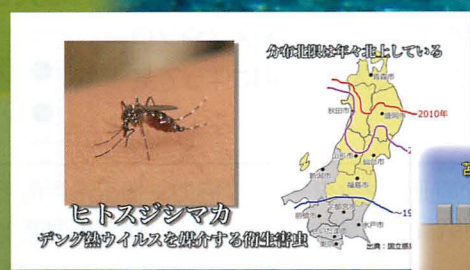 分布北限は年々北上している
青森市
秋田市
盛岡市
2010年
山形市
仙台市
新潟市
福島市
ヒトスジシマカ
デング熱ウイルスを媒介する衛生害虫
前橋市
宇都宮市
水戸市
出典：国立感